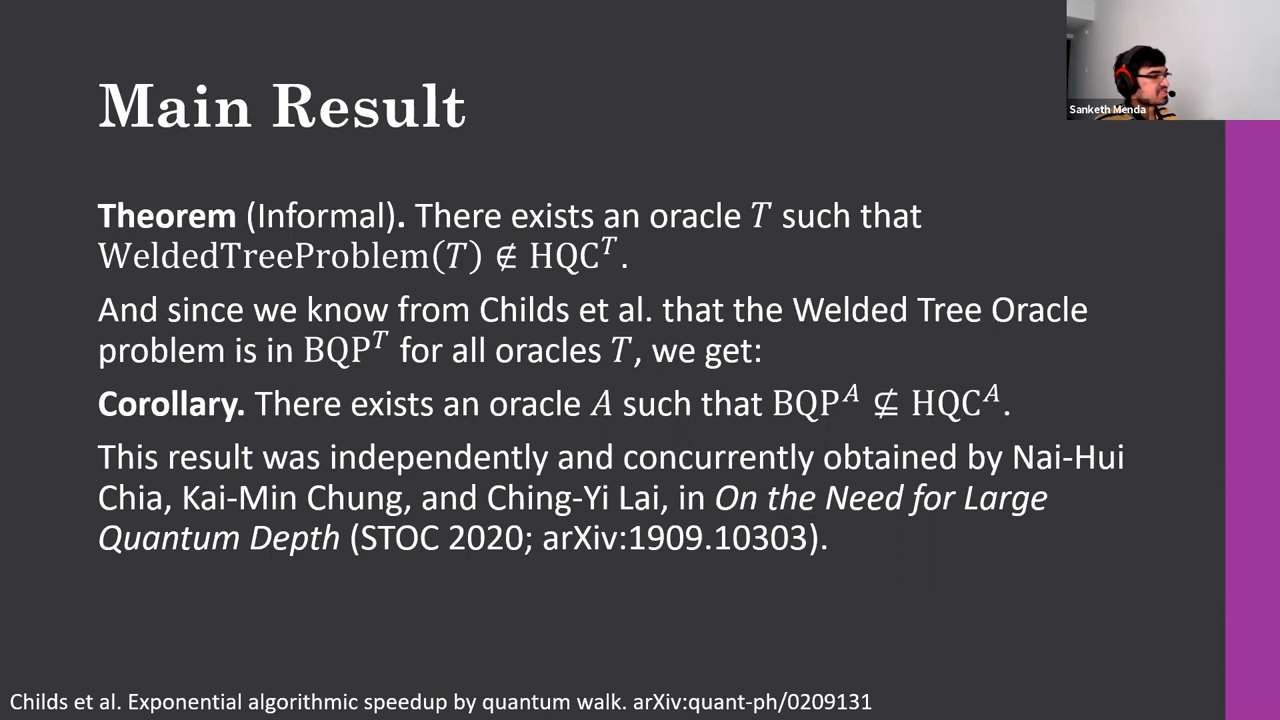 Main Result
Sanketh Menda
Theorem (Informal). There exists an oracle T such that
WeldedTreeProblem(T) ∉ HQC^T.
And since we know from Childs et al. that the Welded Tree Oracle
problem is in BQP^T for all oracles T, we get:
Corollary. There exists an oracle A such that BQP^A ⊈ HQC^A.
This result was independently and concurrently obtained by Nai-Hui
Chia, Kai-Min Chung, and Ching-Yi Lai, in On the Need for Large
Quantum Depth (STOC 2020; arXiv:1909.10303).
Childs et al. Exponential algorithmic speedup by quantum walk. arXiv:quant-ph/0209131